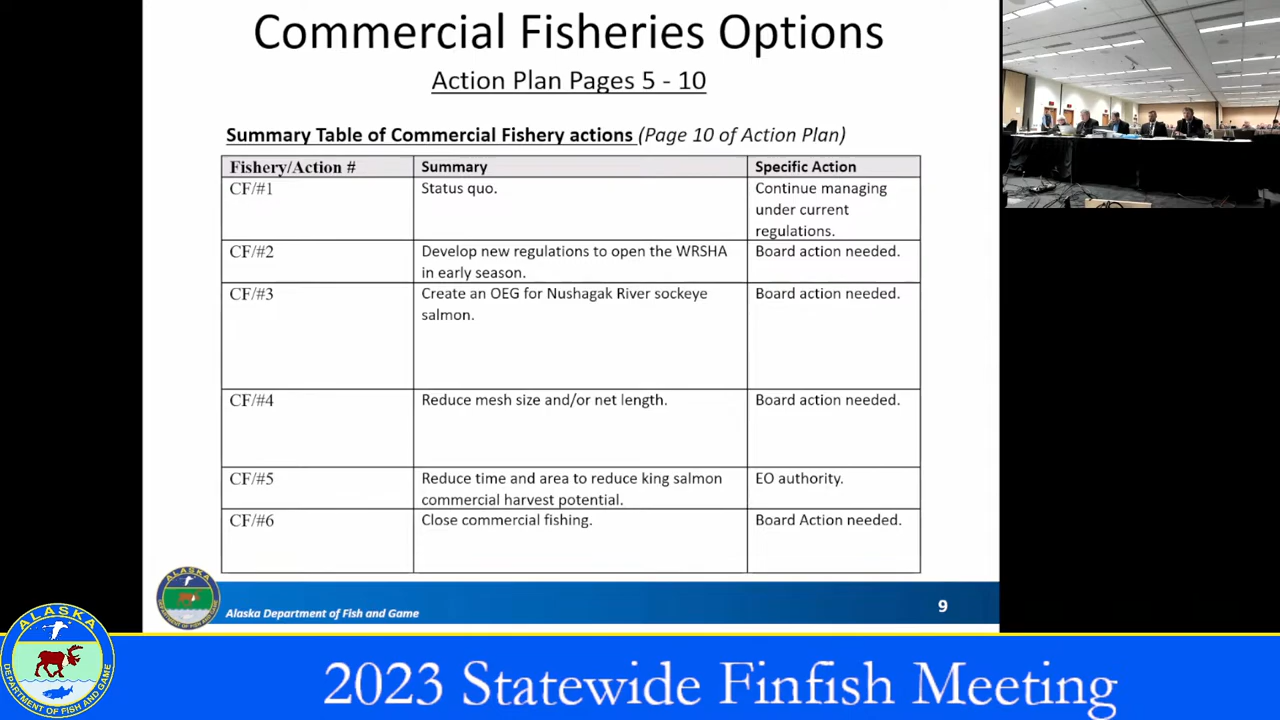 Commercial Fisheries Options
Action Plan Pages 5 - 10
Summary Table of Commercial Fishery actions (Page 10 of Action Plan)
Fishery/Action # Summary Specific Action
CF/#1 Status quo. Continue managing
under current
regulations.
CF/#2 Develop new regulations to open the WRSHA Board action needed.
in early season.
CF/#3 Create an OEG for Nushagak River sockeye Board action needed.
salmon.
CF/#4 Reduce mesh size and/or net length. Board action needed.
CF/#5 Reduce time and area to reduce king salmon EO authority.
commercial harvest potential.
CF/#6 Close commercial fishing. Board Action needed.
ALASKA
Alaska Department of Fish and Game
9
ALASKA
DEPARTMENT OF FISH AND GAME
2023 Statewide Finfish Meeting